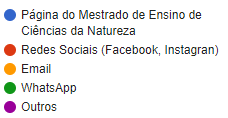 Página do Mestrado de Ensino de
Ciências da Natureza
Redes Sociais (Facebook, Instagran)
Email
WhatsApp
Outros